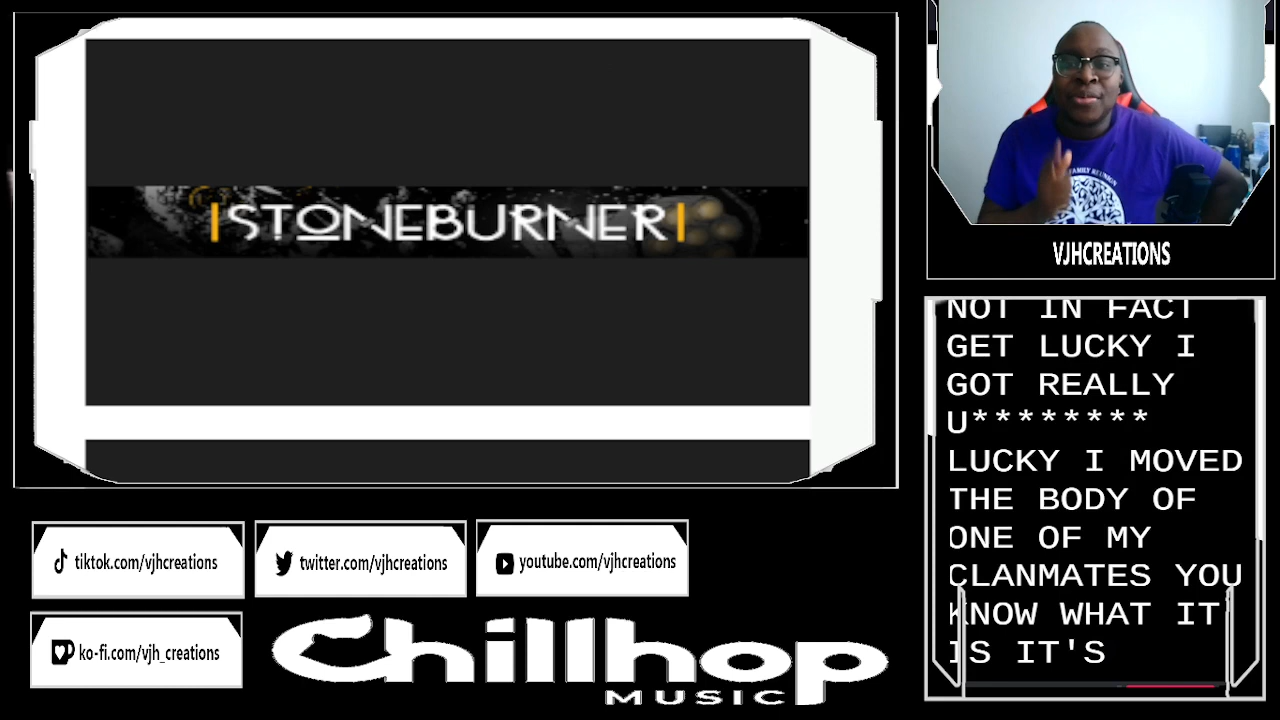 |STONEBURNER|
FAMILY REUNION
VJHCREATIONS
NOT IN FACT
GET LUCKY I
GOT REALLY
U********
LUCKY I MOVED
THE BODY OF
ONE OF MY
CLANMATES YOU
KNOW WHAT IT
IS IT'S
tiktok.com/vjhcreations
twitter.com/vjhcreations
youtube.com/vjhcreations
ko-fi.com/vjh_creations
Chillhop
MUSIC